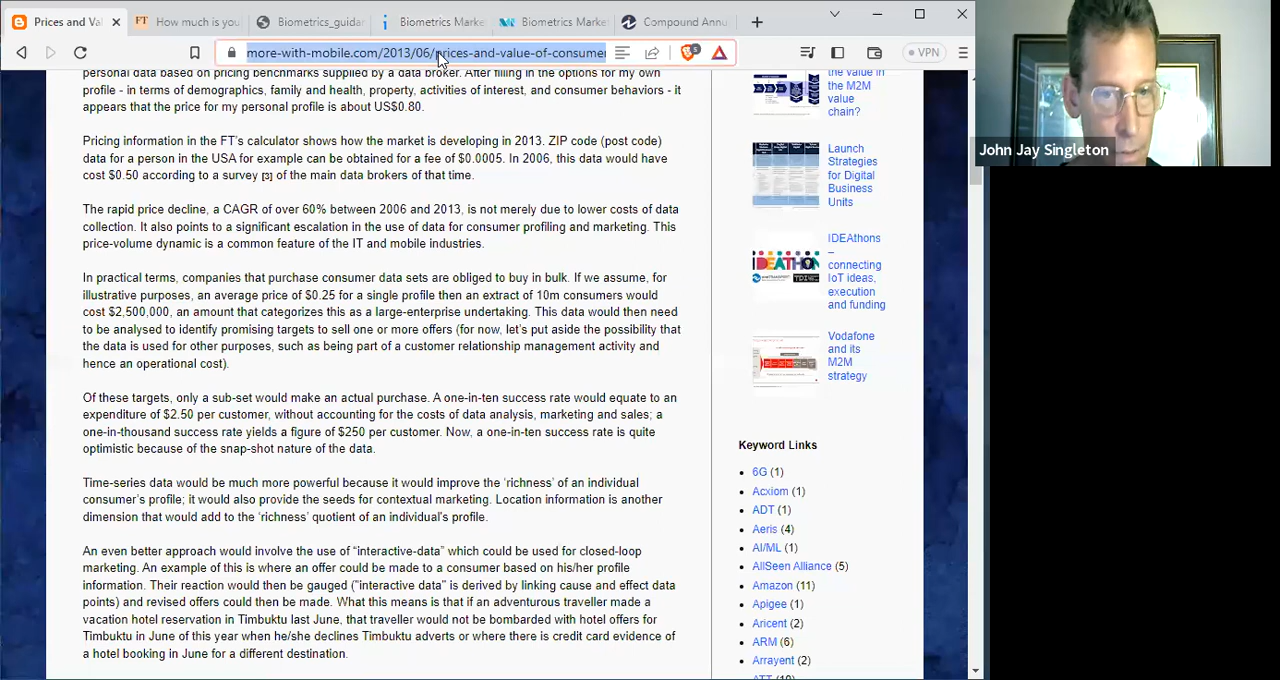 Prices and Va
FT How much is you
Biometrics_guidan
Biometrics Marke
Biometrics Marke
Compound Annu
more-with-mobile.com/2013/06/prices-and-value-of-consumer
5
VPN
personal data based on pricing benchmarks supplied by a data broker. After filling in the options for my own
profile - in terms of demographics, family and health, property, activities of interest, and consumer behaviors - it
appears that the price for my personal profile is about US$0.80.
Pricing information in the FT's calculator shows how the market is developing in 2013. ZIP code (post code)
data for a person in the USA for example can be obtained for a fee of $0.0005. In 2006, this data would have
cost $0.50 according to a survey [3] of the main data brokers of that time.
The rapid price decline, a CAGR of over 60% between 2006 and 2013, is not merely due to lower costs of data
collection. It also points to a significant escalation in the use of data for consumer profiling and marketing. This
price-volume dynamic is a common feature of the IT and mobile industries.
In practical terms, companies that purchase consumer data sets are obliged to buy in bulk. If we assume, for
illustrative purposes, an average price of $0.25 for a single profile then an extract of 10m consumers would
cost $2,500,000, an amount that categorizes this as a large-enterprise undertaking. This data would then need
to be analysed to identify promising targets to sell one or more offers (for now, let's put aside the possibility that
the data is used for other purposes, such as being part of a customer relationship management activity and
hence an operational cost).
Of these targets, only a sub-set would make an actual purchase. A one-in-ten success rate would equate to an
expenditure of $2.50 per customer, without accounting for the costs of data analysis, marketing and sales; a
one-in-thousand success rate yields a figure of $250 per customer. Now, a one-in-ten success rate is quite
optimistic because of the snap-shot nature of the data.
Time-series data would be much more powerful because it would improve the 'richness' of an individual
consumer's profile; it would also provide the seeds for contextual marketing. Location information is another
dimension that would add to the 'richness' quotient of an individual's profile.
An even better approach would involve the use of "interactive-data" which could be used for closed-loop
marketing. An example of this is where an offer could be made to a consumer based on his/her profile
information. Their reaction would then be gauged ("interactive data" is derived by linking cause and effect data
points) and revised offers could then be made. What this means is that if an adventurous traveller made a
vacation hotel reservation in Timbuktu last June, that traveller would not be bombarded with hotel offers for
Timbuktu in June of this year when he/she declines Timbuktu adverts or where there is credit card evidence of
a hotel booking in June for a different destination.
the value in
the M2M
value
chain?
Launch
Strategies
for Digital
Business
Units
IDEATHON
IDEAthons
–
connecting
IoT ideas,
execution
and funding
Vodafone
and its
M2M
strategy
Keyword Links
6G (1)
Acxiom (1)
ADT (1)
Aeris (4)
AI/ML (1)
AllSeen Alliance (5)
Amazon (11)
Apigee (1)
Aricent (2)
ARM (6)
Arrayent (2)
ATT (10)
John Jay Singleton